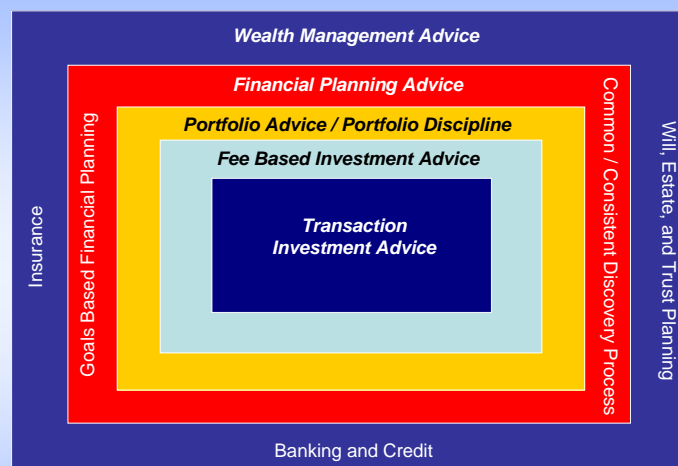 Wealth Management Advice
Financial Planning Advice
Portfolio Advice / Portfolio Discipline
Fee Based Investment Advice
Transaction
Investment Advice
Insurance
Goals Based Financial Planning
Common / Consistent Discovery Process
Will, Estate, and Trust Planning
Banking and Credit